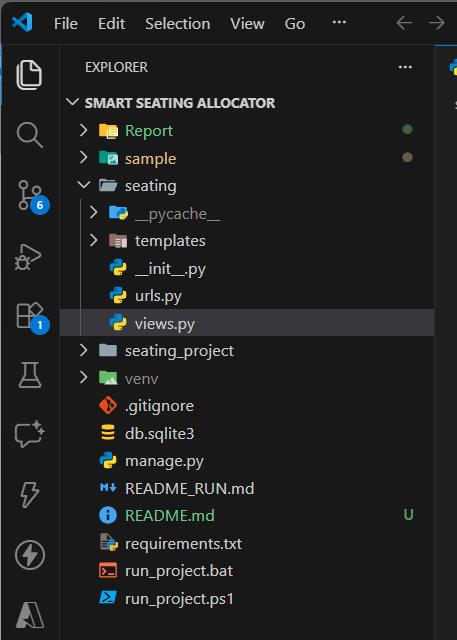 File Edit Selection View Go ...
EXPLORER ...
SMART SEATING ALLOCATOR
Report
sample
seating
__pycache__
templates
__init__.py
urls.py
views.py
seating_project
venv
.gitignore
db.sqlite3
manage.py
README_RUN.md
README.md U
requirements.txt
run_project.bat
run_project.ps1
6
1